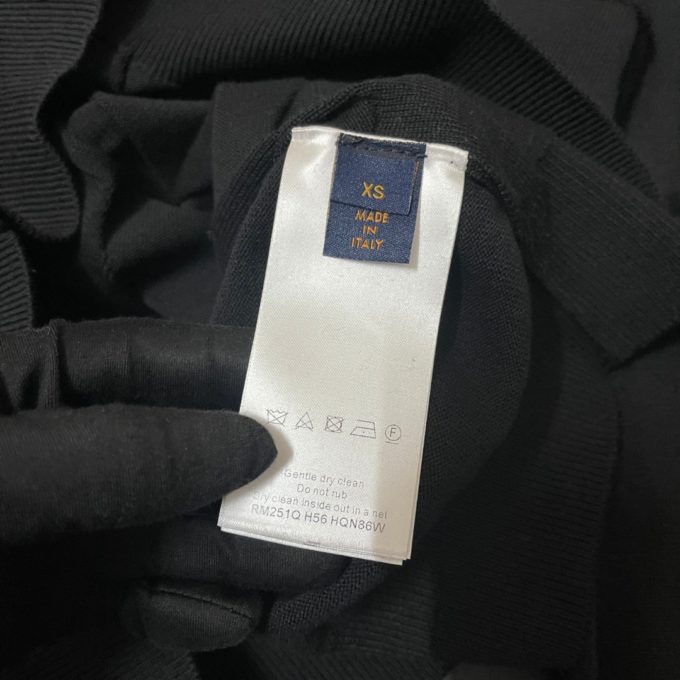 XS
MADE
IN
ITALY
F
Gentle dry clean
Do not rub
Dry clean inside out in a net
RM251Q H56 HQN86W